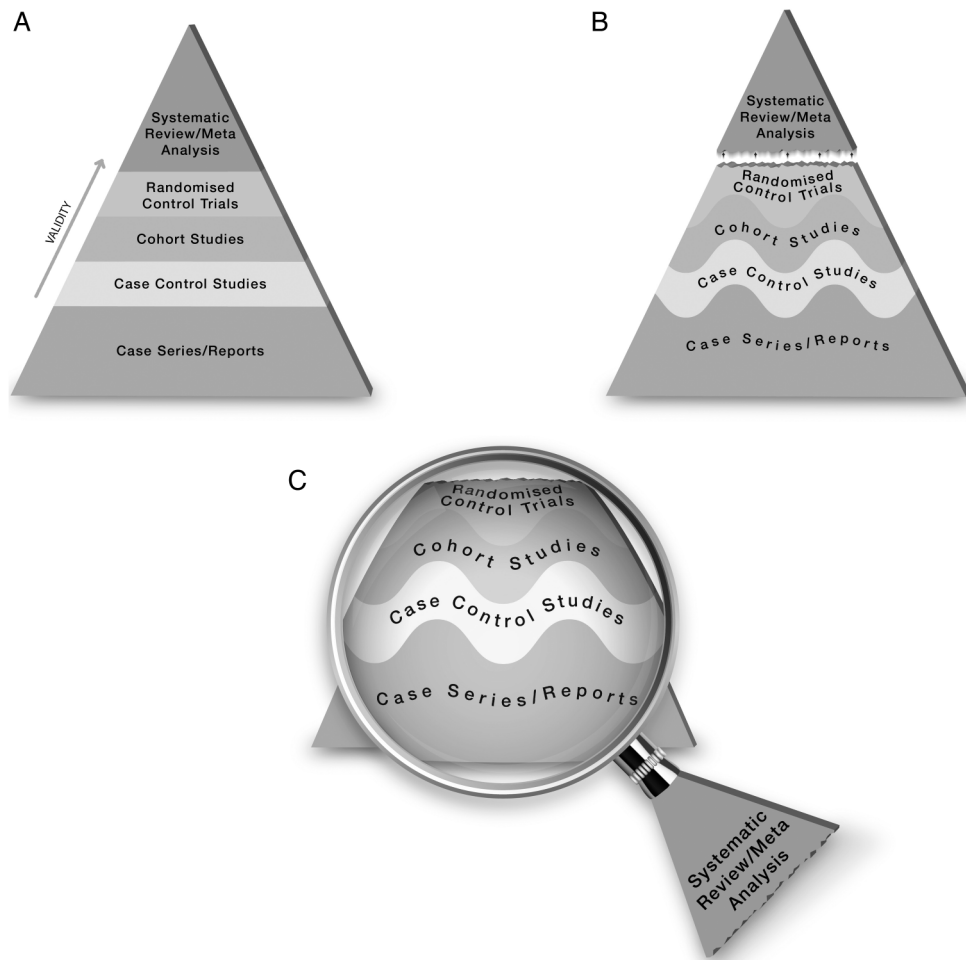 A
Systematic
Review/Meta
Analysis
Randomised
Control Trials
Cohort Studies
Case Control Studies
Case Series/Reports
VALIDITY
B
Systematic
Review/Meta
Analysis
Randomised
Control Trials
Cohort Studies
Case Control Studies
Case Series/Reports
C
Randomised
Control Trials
Cohort Studies
Case Control Studies
Case Series/Reports
Systematic
Review/Meta
Analysis